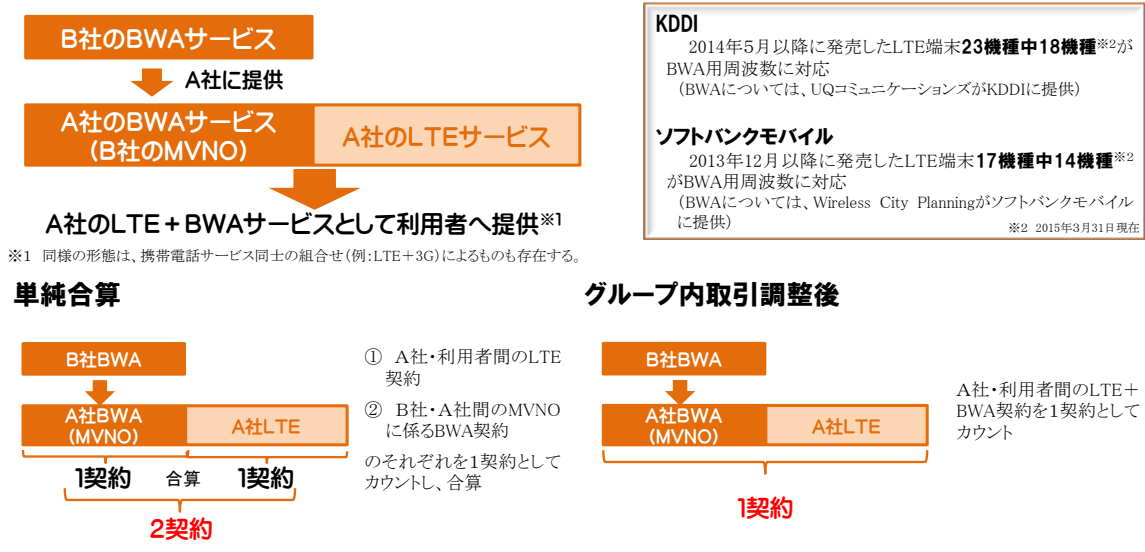 B社のBWAサービス
A社に提供
A社のBWAサービス
(B社のMVNO)
A社のLTEサービス
A社のLTE+BWAサービスとして利用者へ提供※1
※1 同様の形態は、携帯電話サービス同士の組合せ(例:LTE+3G)によるものも存在する。
KDDI
2014年5月以降に発売したLTE端末23機種中18機種※2が
BWA用周波数に対応
(BWAについては、UQコミュニケーションズがKDDIに提供)
ソフトバンクモバイル
2013年12月以降に発売したLTE端末17機種中14機種※2
がBWA用周波数に対応
(BWAについては、Wireless City Planningがソフトバンクモバイル
に提供)
※2 2015年3月31日現在
単純合算
B社BWA
A社BWA
(MVNO)
A社LTE
1契約 合算 1契約
2契約
① A社・利用者間のLTE
契約
② B社・A社間のMVNO
に係るBWA契約
のそれぞれを1契約として
カウントし、合算
グループ内取引調整後
B社BWA
A社BWA
(MVNO)
A社LTE
1契約
A社・利用者間のLTE+
BWA契約を1契約として
カウント